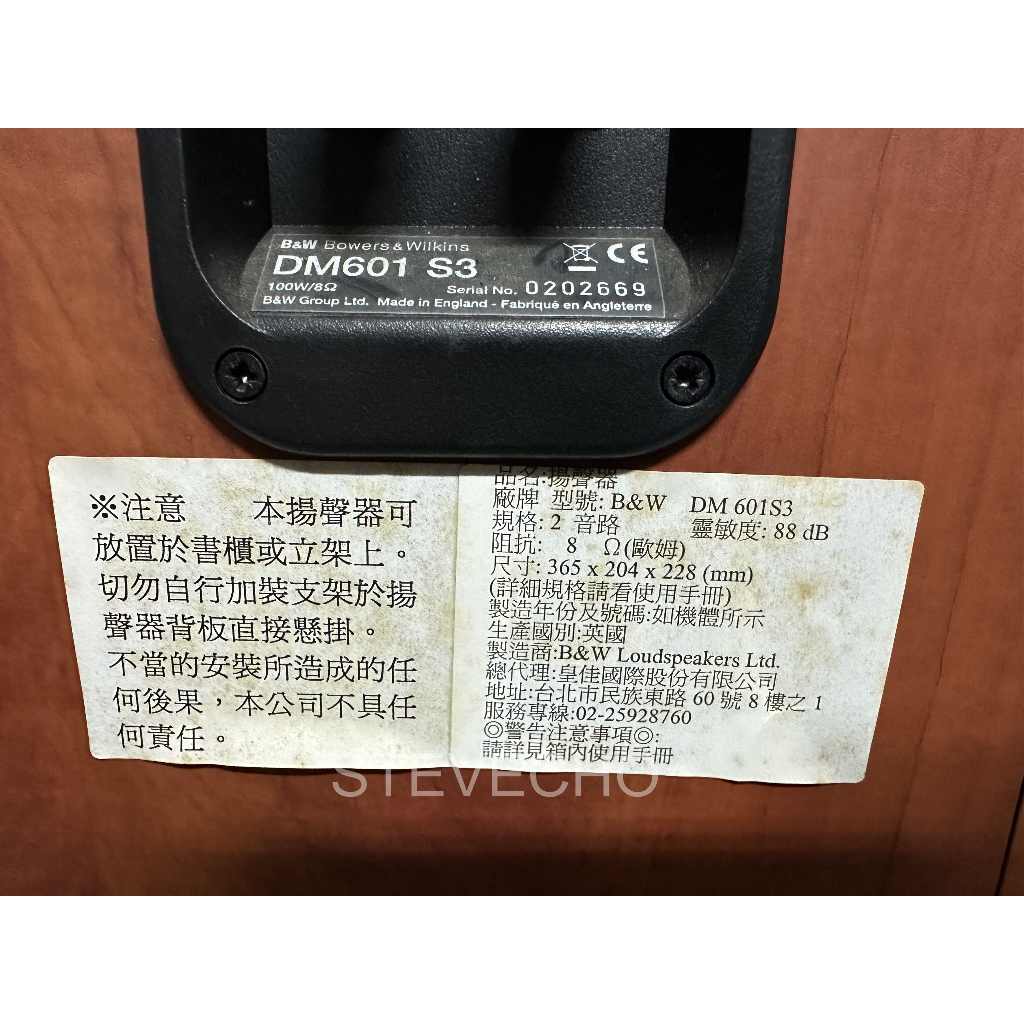 B&W Bowers & Wilkins
DM601 S3
100W/8Ω
Serial No. 0202669
B&W Group Ltd. Made in England - Fabriqué en Angleterre
CE
※注意 本揚聲器可
放置於書櫃或立架上。
切勿自行加裝支架於揚
聲器背板直接懸掛。
不當的安裝所造成的任
何後果，本公司不具任
何責任。
品名:揚聲器
廠牌 型號: B&W DM 601S3
規格: 2 音路 靈敏度: 88 dB
阻抗: 8 Ω(歐姆)
尺寸: 365 x 204 x 228 (mm)
(詳細規格請看使用手冊)
製造年份及號碼:如機體所示
生產國別:英國
製造商:B&W Loudspeakers Ltd.
總代理:皇佳國際股份有限公司
地址:台北市民族東路 60 號 8 樓之 1
服務專線:02-25928760
◎警告注意事項◎:
請詳見箱內使用手冊
STEVECHO